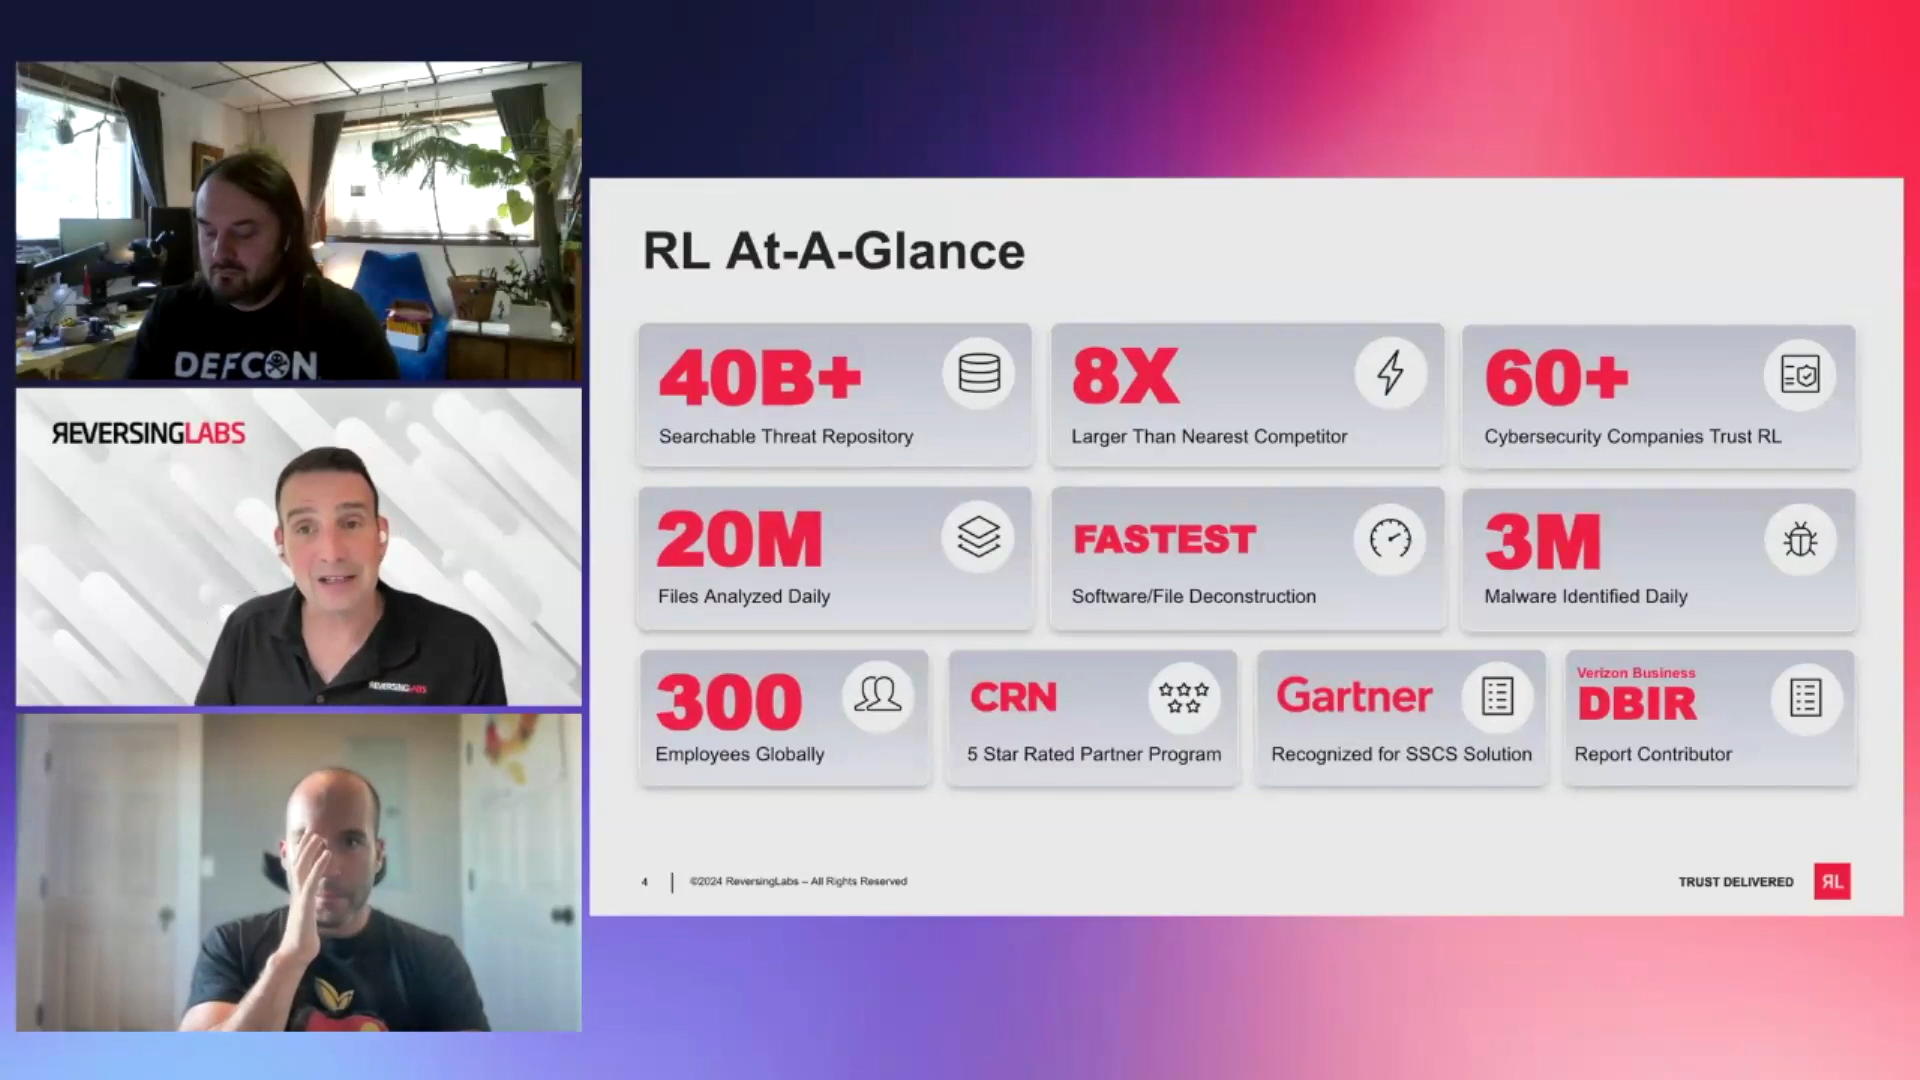 DEFCON
REVERSINGLABS
REVERSINGLABS
RL At-A-Glance
40B+
Searchable Threat Repository
8X
Larger Than Nearest Competitor
60+
Cybersecurity Companies Trust RL
20M
Files Analyzed Daily
FASTEST
Software/File Deconstruction
3M
Malware Identified Daily
300
Employees Globally
CRN
5 Star Rated Partner Program
Gartner
Recognized for SSCS Solution
Verizon Business
DBIR
Report Contributor
4
©2024 ReversingLabs – All Rights Reserved
TRUST DELIVERED
RL